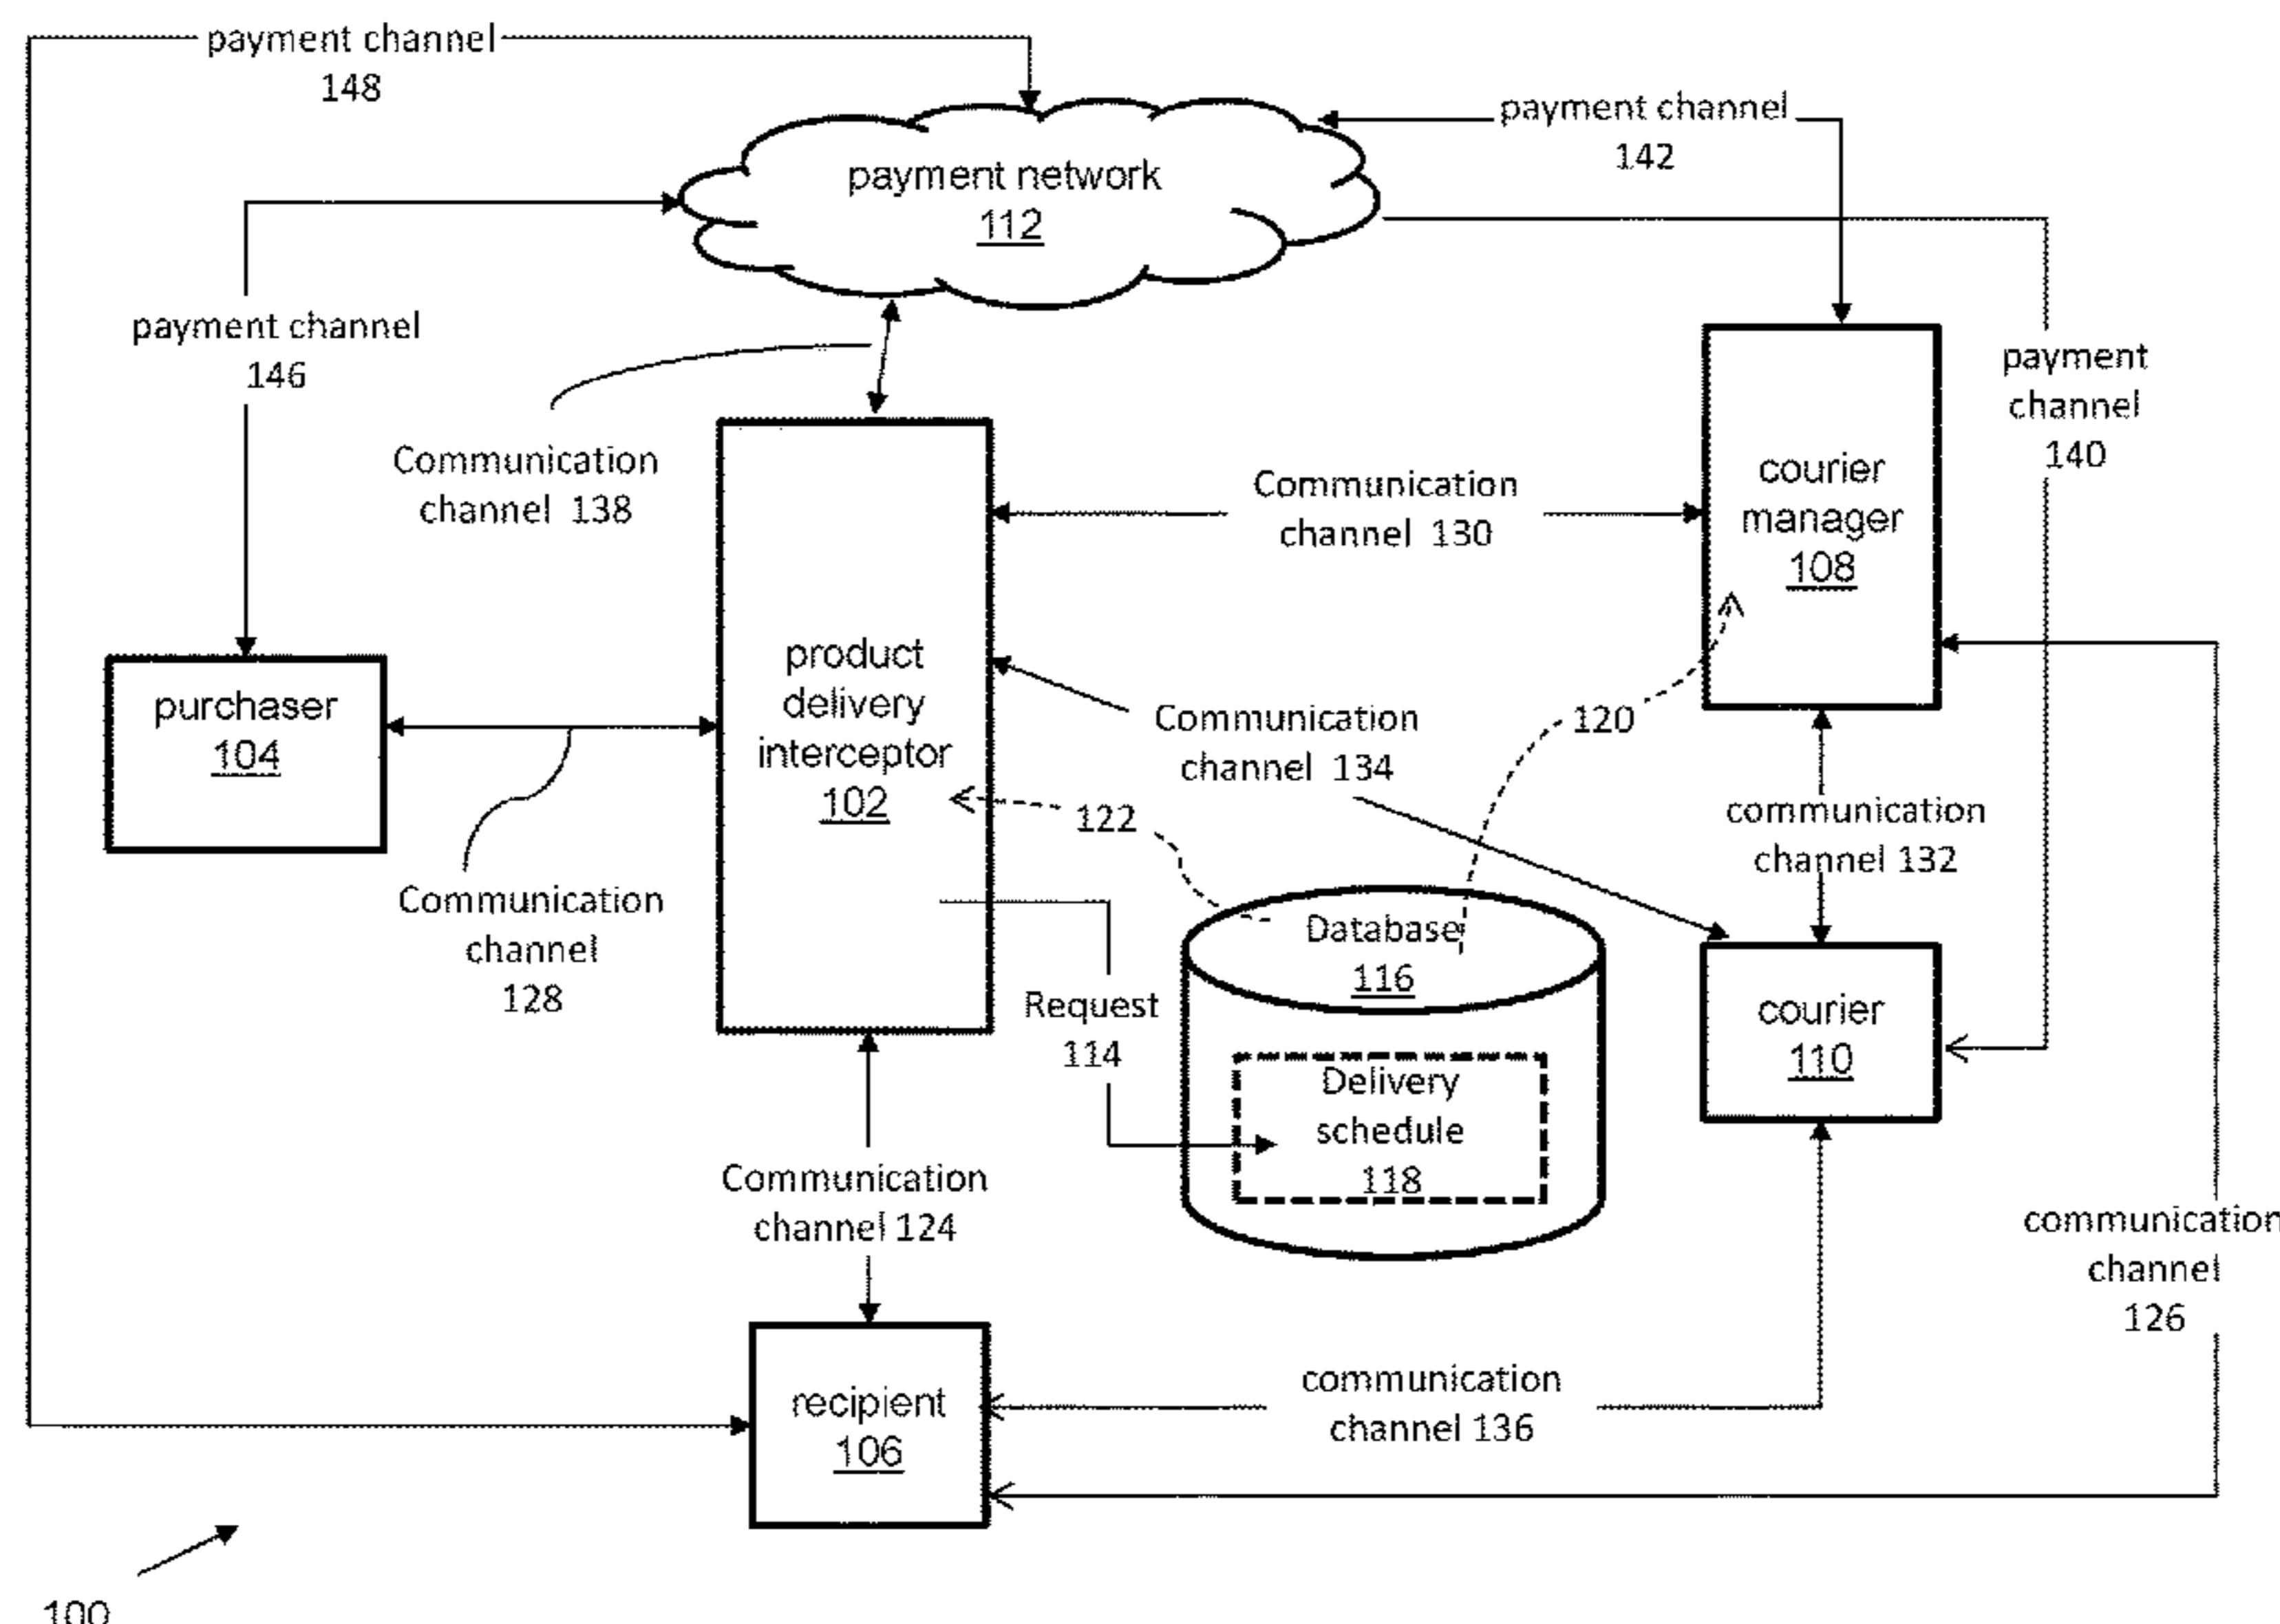 payment channel
148
payment channel
142
payment network
112
payment channel
146
payment
channel
140
Communication
channel 138
Communication
channel 130
courier
manager
108
product
delivery
interceptor
102
purchaser
104
Communication
channel 134
120
122
communication
channel 132
Communication
channel
128
Database
116
Request
114
courier
110
Delivery
schedule
118
Communication
channel 124
communication
channel
126
recipient
106
communication
channel 136
100